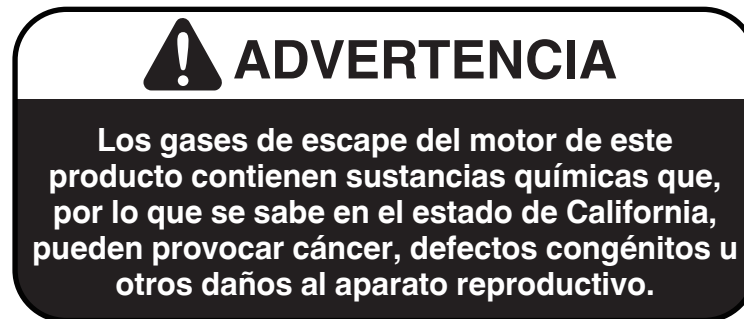 ADVERTENCIA
Los gases de escape del motor de este
producto contienen sustancias químicas que,
por lo que se sabe en el estado de California,
pueden provocar cáncer, defectos congénitos u
otros daños al aparato reproductivo.